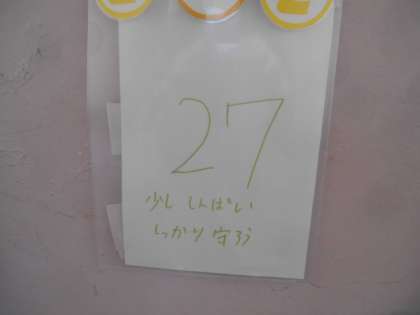 27
少し しんぱい
しっかり 守ろう